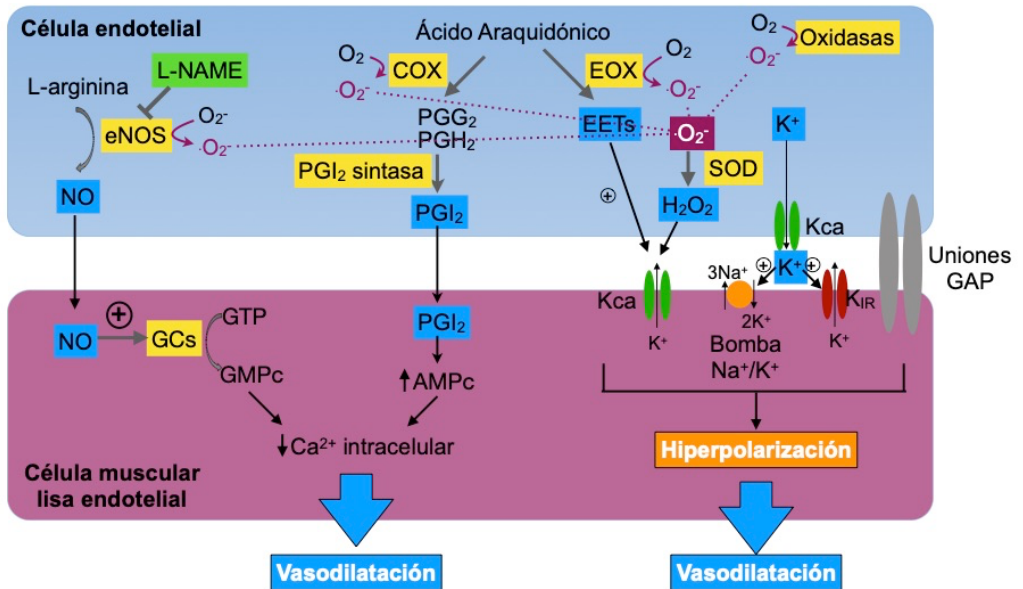 Célula endotelial
Ácido Araquidónico
O₂
Oxidasas
·O₂⁻
L-NAME
O₂
COX
·O₂⁻
EOX
O₂
·O₂⁻
L-arginina
eNOS
O₂⁻
·O₂⁻
PGG₂
PGH₂
EETs
·O₂⁻
K⁺
PGI₂ sintasa
SOD
NO
PGI₂
⊕
H₂O₂
Kca
Uniones
GAP
⊕
K⁺
⊕
3Na⁺
Kca
K_IR
2K⁺
K⁺
K⁺
NO
⊕
GCs
GTP
GMPc
PGI₂
↑AMPc
Bomba
Na⁺/K⁺
↓Ca²⁺ intracelular
Hiperpolarización
Célula muscular
lisa endotelial
Vasodilatación
Vasodilatación